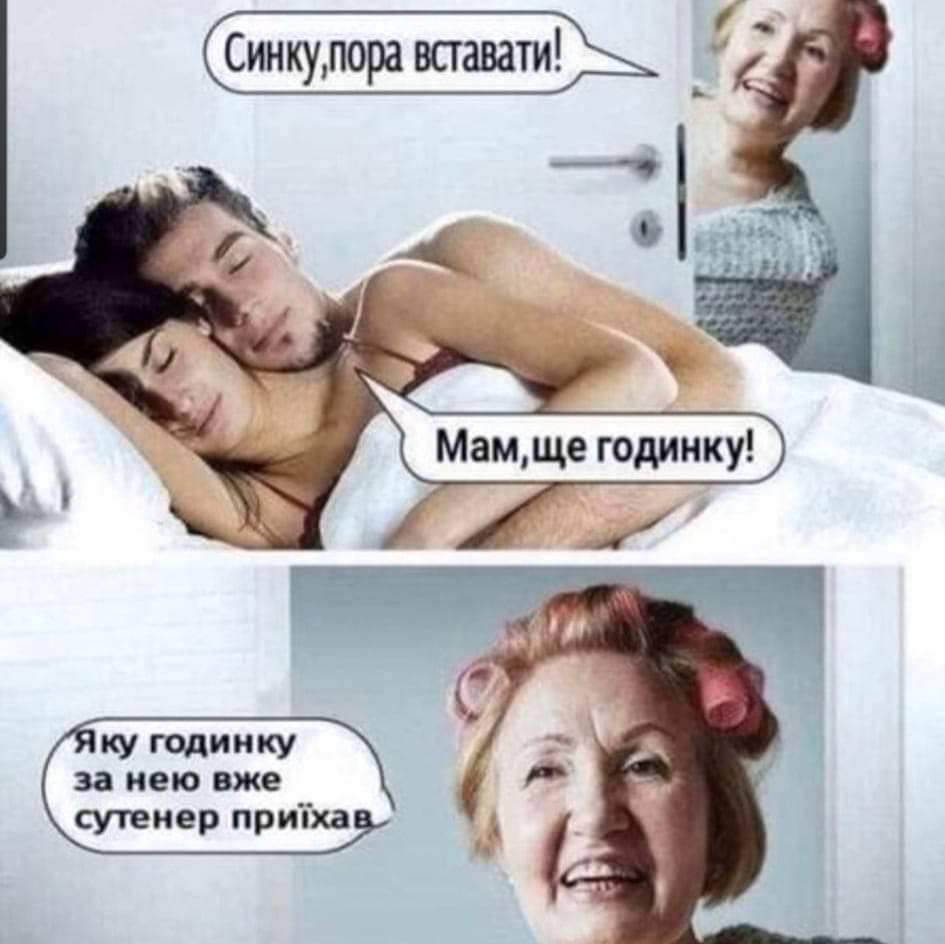 Синку,пора вставати!
Мам,ще годинку!
Яку годинку
за нею вже
сутенер приїхав